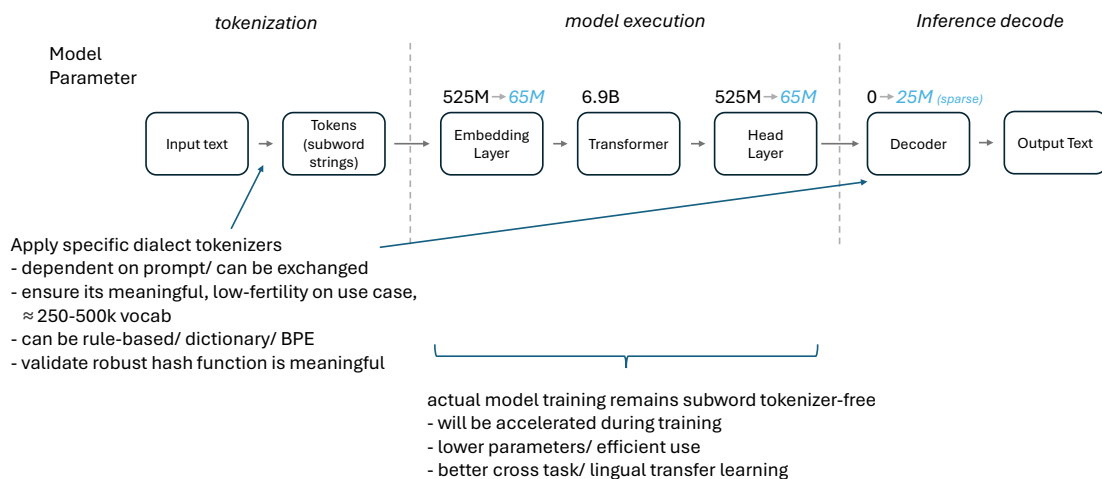 tokenization
model execution
Inference decode
Model
Parameter
525M → 65M
6.9B
525M → 65M
0 → 25M (sparse)
Input text
Tokens
(subword
strings)
Embedding
Layer
Transformer
Head
Layer
Decoder
Output Text
Apply specific dialect tokenizers
- dependent on prompt/ can be exchanged
- ensure its meaningful, low-fertility on use case,
≈ 250-500k vocab
- can be rule-based/ dictionary/ BPE
- validate robust hash function is meaningful
actual model training remains subword tokenizer-free
- will be accelerated during training
- lower parameters/ efficient use
- better cross task/ lingual transfer learning